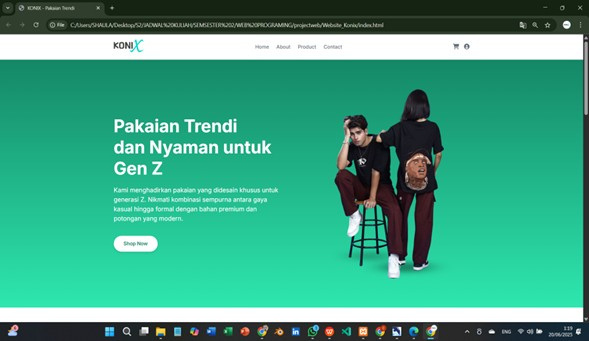 KONIX - Pakaian Trendi
File
C:/Users/SHALILA/Desktop/S2/JADWAL%20KULIAH/SEMSESTER%202/WEB%20PROGRAMING/projectweb/Website_Konix/index.html
KONIX
Home About Product Contact
Pakaian Trendi
dan Nyaman untuk
Gen Z
Kami menghadirkan pakaian yang didesain khusus untuk
generasi Z. Nikmati kombinasi sempurna antara gaya
kasual hingga formal dengan bahan premium dan
potongan yang modern.
Shop Now
ENG
1:19
20/06/2025